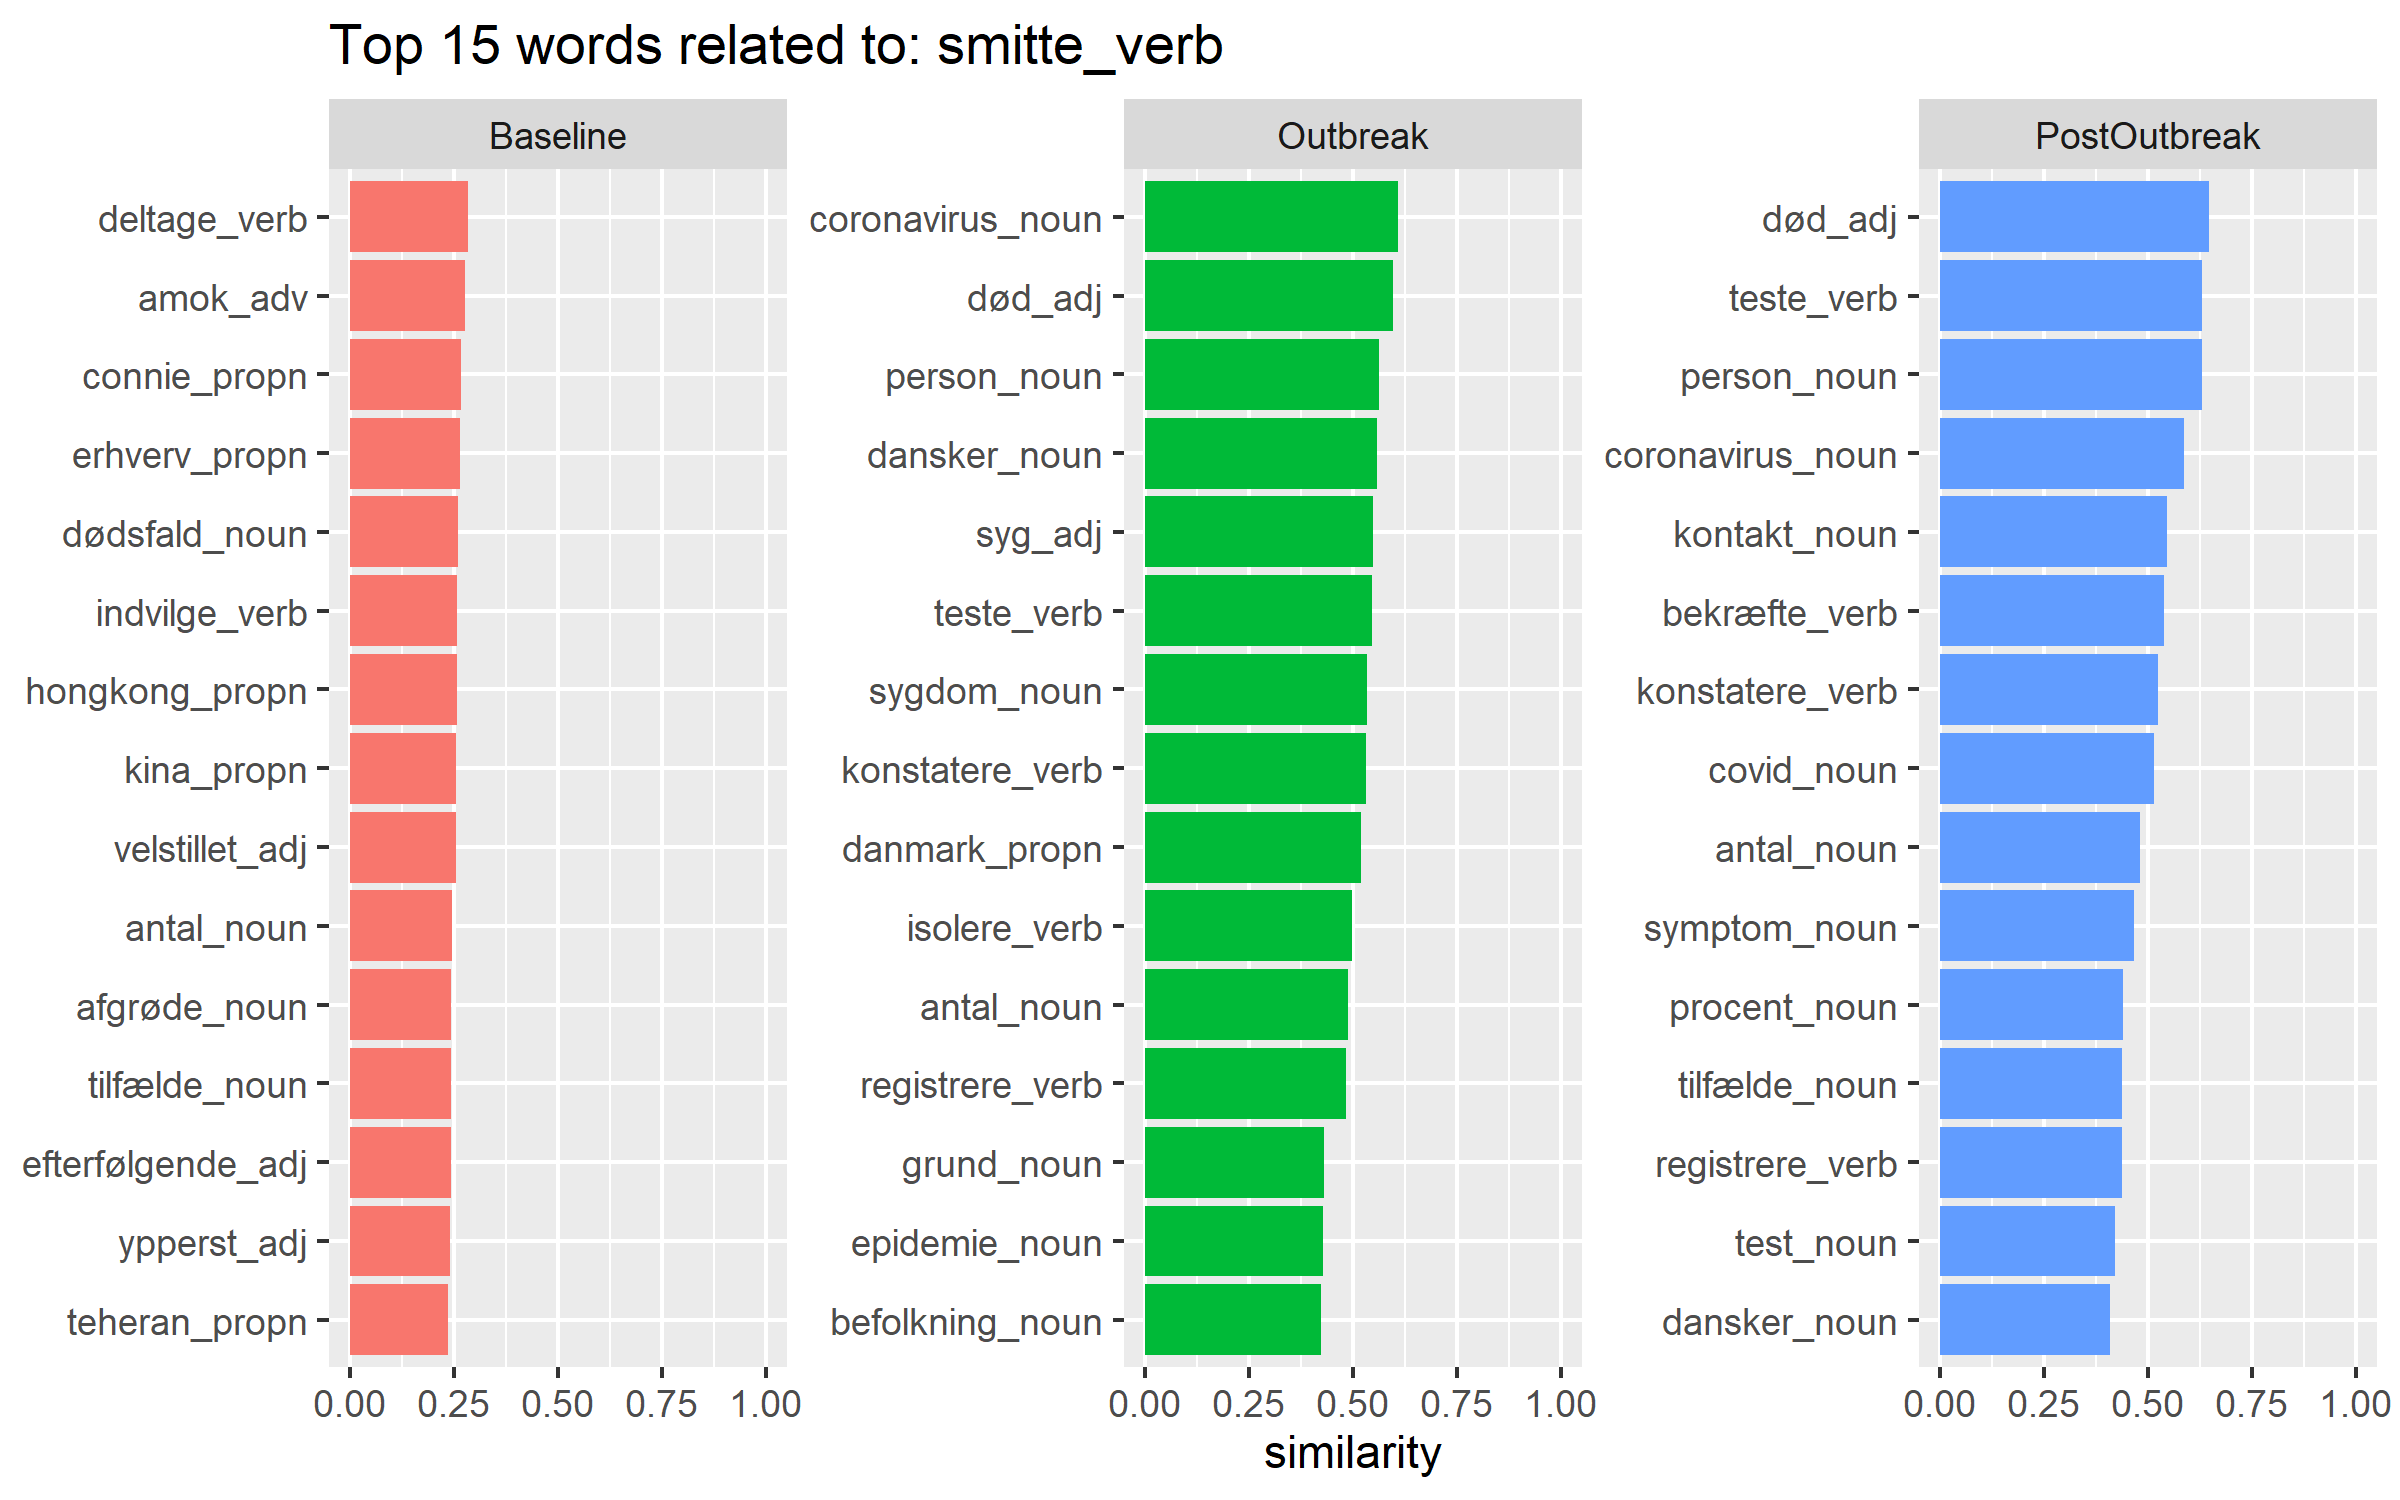 Top 15 words related to: smitte_verb
Baseline
deltage_verb
amok_adv
connie_propn
erhverv_propn
dødsfald_noun
indvilge_verb
hongkong_propn
kina_propn
velstillet_adj
antal_noun
afgrøde_noun
tilfælde_noun
efterfølgende_adj
ypperst_adj
teheran_propn
0.00 0.25 0.50 0.75 1.00
Outbreak
coronavirus_noun
død_adj
person_noun
dansker_noun
syg_adj
teste_verb
sygdom_noun
konstatere_verb
danmark_propn
isolere_verb
antal_noun
registrere_verb
grund_noun
epidemie_noun
befolkning_noun
0.00 0.25 0.50 0.75 1.00
PostOutbreak
død_adj
teste_verb
person_noun
coronavirus_noun
kontakt_noun
bekræfte_verb
konstatere_verb
covid_noun
antal_noun
symptom_noun
procent_noun
tilfælde_noun
registrere_verb
test_noun
dansker_noun
0.00 0.25 0.50 0.75 1.00
similarity